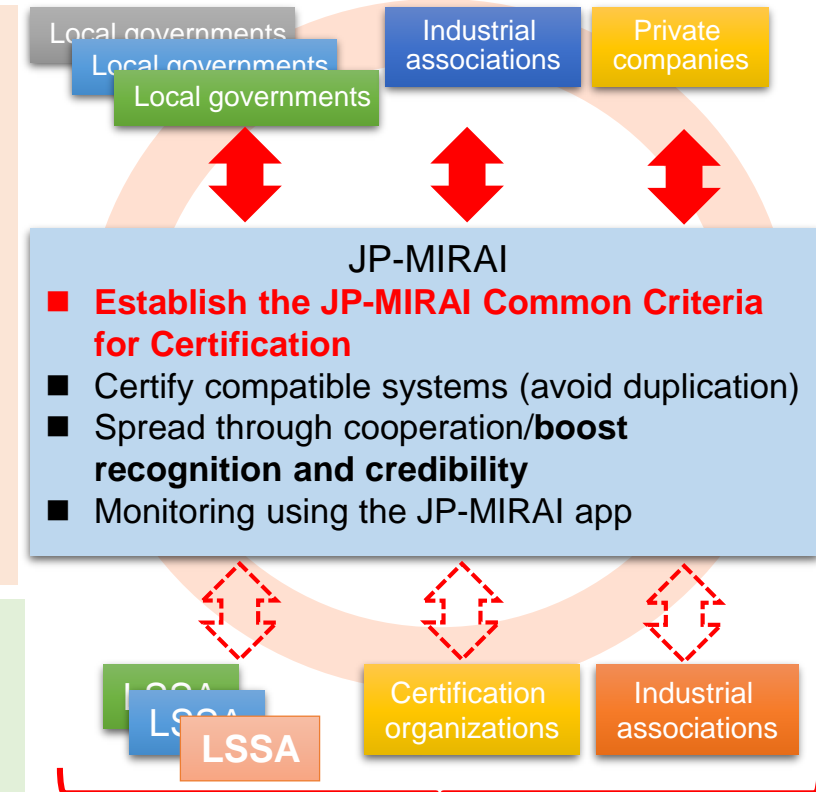 Local governments
Local governments
Local governments
Industrial
associations
Private
companies
JP-MIRAI
■ Establish the JP-MIRAI Common Criteria
for Certification
■ Certify compatible systems (avoid duplication)
■ Spread through cooperation/boost
recognition and credibility
■ Monitoring using the JP-MIRAI app
LSSA
LSSA
LSSA
Certification
organizations
Industrial
associations